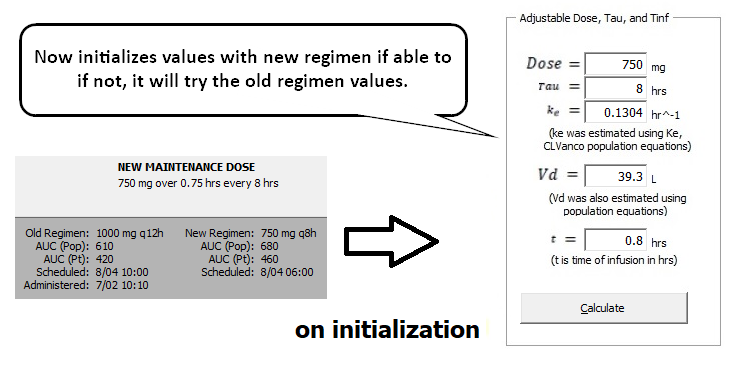 Now initializes values with new regimen if able to
if not, it will try the old regimen values.
NEW MAINTENANCE DOSE
750 mg over 0.75 hrs every 8 hrs
Old Regimen: 1000 mg q12h New Regimen: 750 mg q8h
AUC (Pop): 610 AUC (Pop): 680
AUC (Pt): 420 AUC (Pt): 460
Scheduled: 8/04 10:00 Scheduled: 8/04 06:00
Administered: 7/02 10:10
on initialization
Adjustable Dose, Tau, and Tinf
Dose = 750 mg
Tau = 8 hrs
ke = 0.1304 hr^-1
(ke was estimated using Ke,
CLVanco population equations)
Vd = 39.3 L
(Vd was also estimated using
population equations)
t = 0.8 hrs
(t is time of infusion in hrs)
Calculate